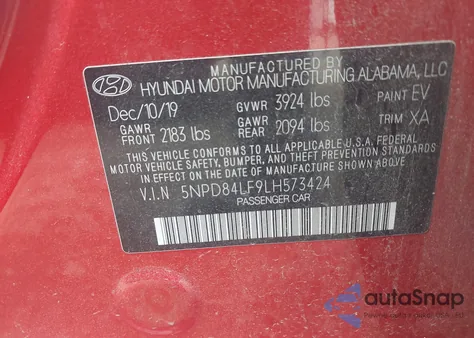 MANUFACTURED BY
HYUNDAI MOTOR MANUFACTURING ALABAMA, LLC
Dec/10/19 GVWR 3924 lbs PAINT EV
GAWR FRONT 2183 lbs GAWR REAR 2094 lbs TRIM XA
THIS VEHICLE CONFORMS TO ALL APPLICABLE U.S.A. FEDERAL
MOTOR VEHICLE SAFETY, BUMPER, AND THEFT PREVENTION
STANDARDS IN EFFECT ON THE DATE OF MANUFACTURE
SHOWN ABOVE.
V.I.N 5NPD84LF9LH573424
PASSENGER CAR
autoSnap